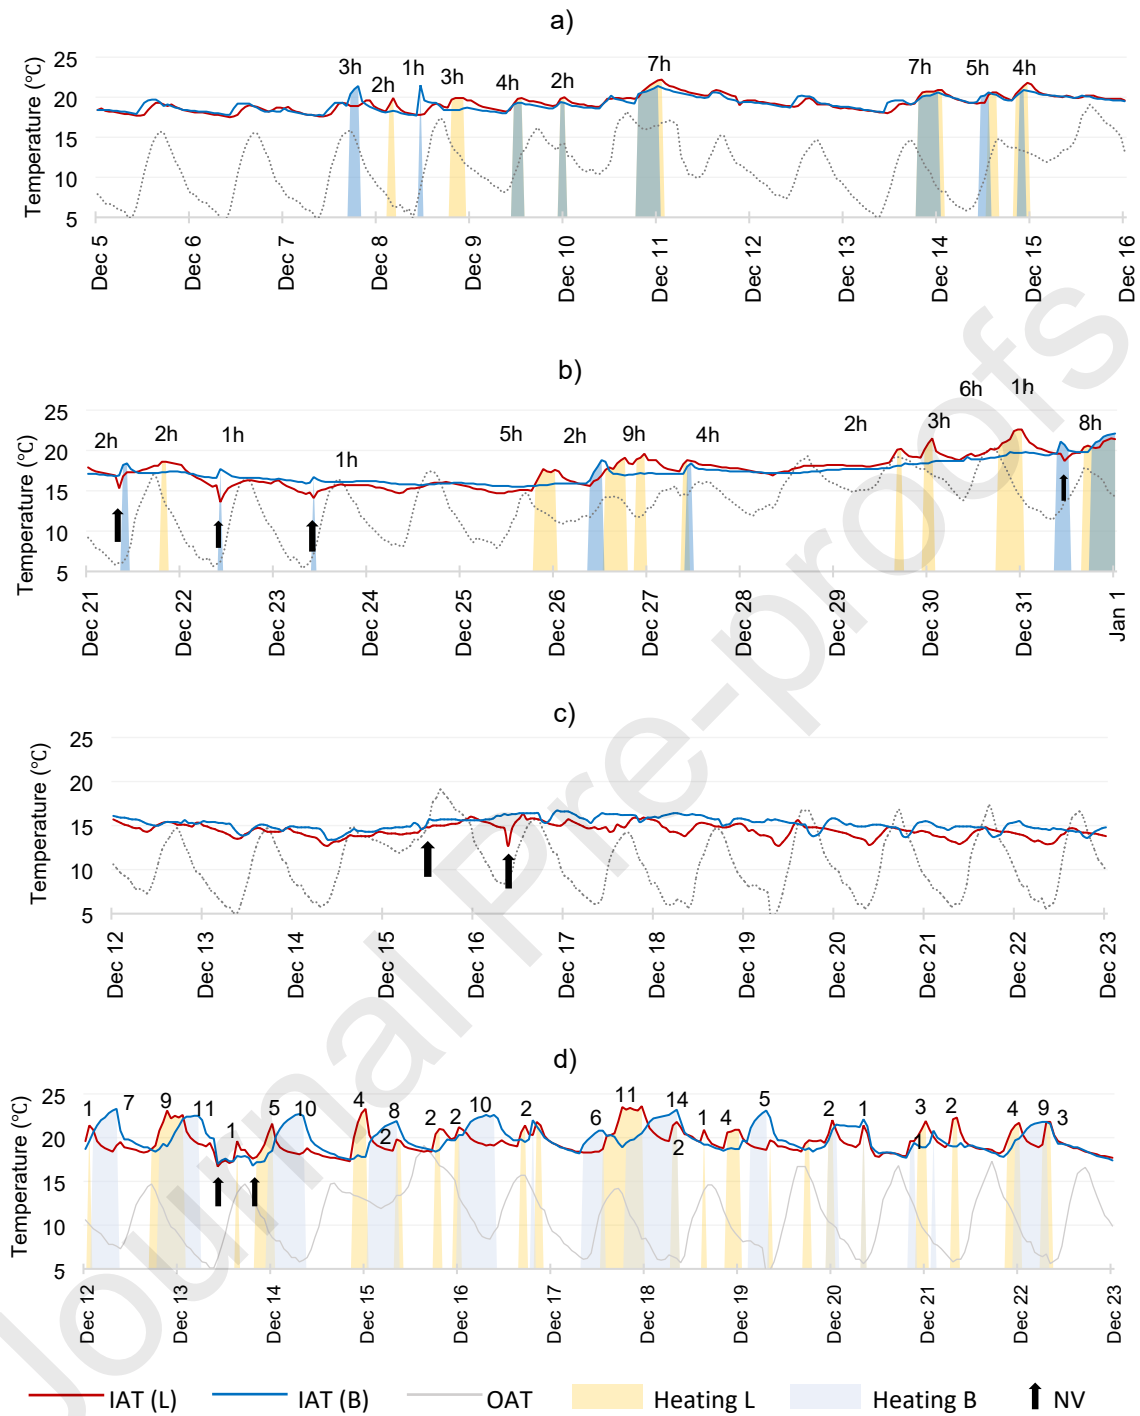 a)
Temperature (°C)
25
20
15
10
5
3h
2h
1h
3h
4h
2h
7h
7h
5h
4h
Dec 5
Dec 6
Dec 7
Dec 8
Dec 9
Dec 10
Dec 11
Dec 12
Dec 13
Dec 14
Dec 15
Dec 16
b)
Temperature (°C)
25
20
15
10
5
2h
2h
1h
1h
5h
2h
9h
4h
2h
3h
6h
1h
8h
Dec 21
Dec 22
Dec 23
Dec 24
Dec 25
Dec 26
Dec 27
Dec 28
Dec 29
Dec 30
Dec 31
Jan 1
c)
Temperature (°C)
25
20
15
10
5
Dec 12
Dec 13
Dec 14
Dec 15
Dec 16
Dec 17
Dec 18
Dec 19
Dec 20
Dec 21
Dec 22
Dec 23
d)
Temperature (°C)
25
20
15
10
5
1
7
9
11
1
5
10
4
2
8
2
2
10
2
6
11
14
2
1
4
5
2
1
3
1
2
4
9
3
Dec 12
Dec 13
Dec 14
Dec 15
Dec 16
Dec 17
Dec 18
Dec 19
Dec 20
Dec 21
Dec 22
Dec 23
IAT (L)
IAT (B)
OAT
Heating L
Heating B
NV
Journal Pre-proofs